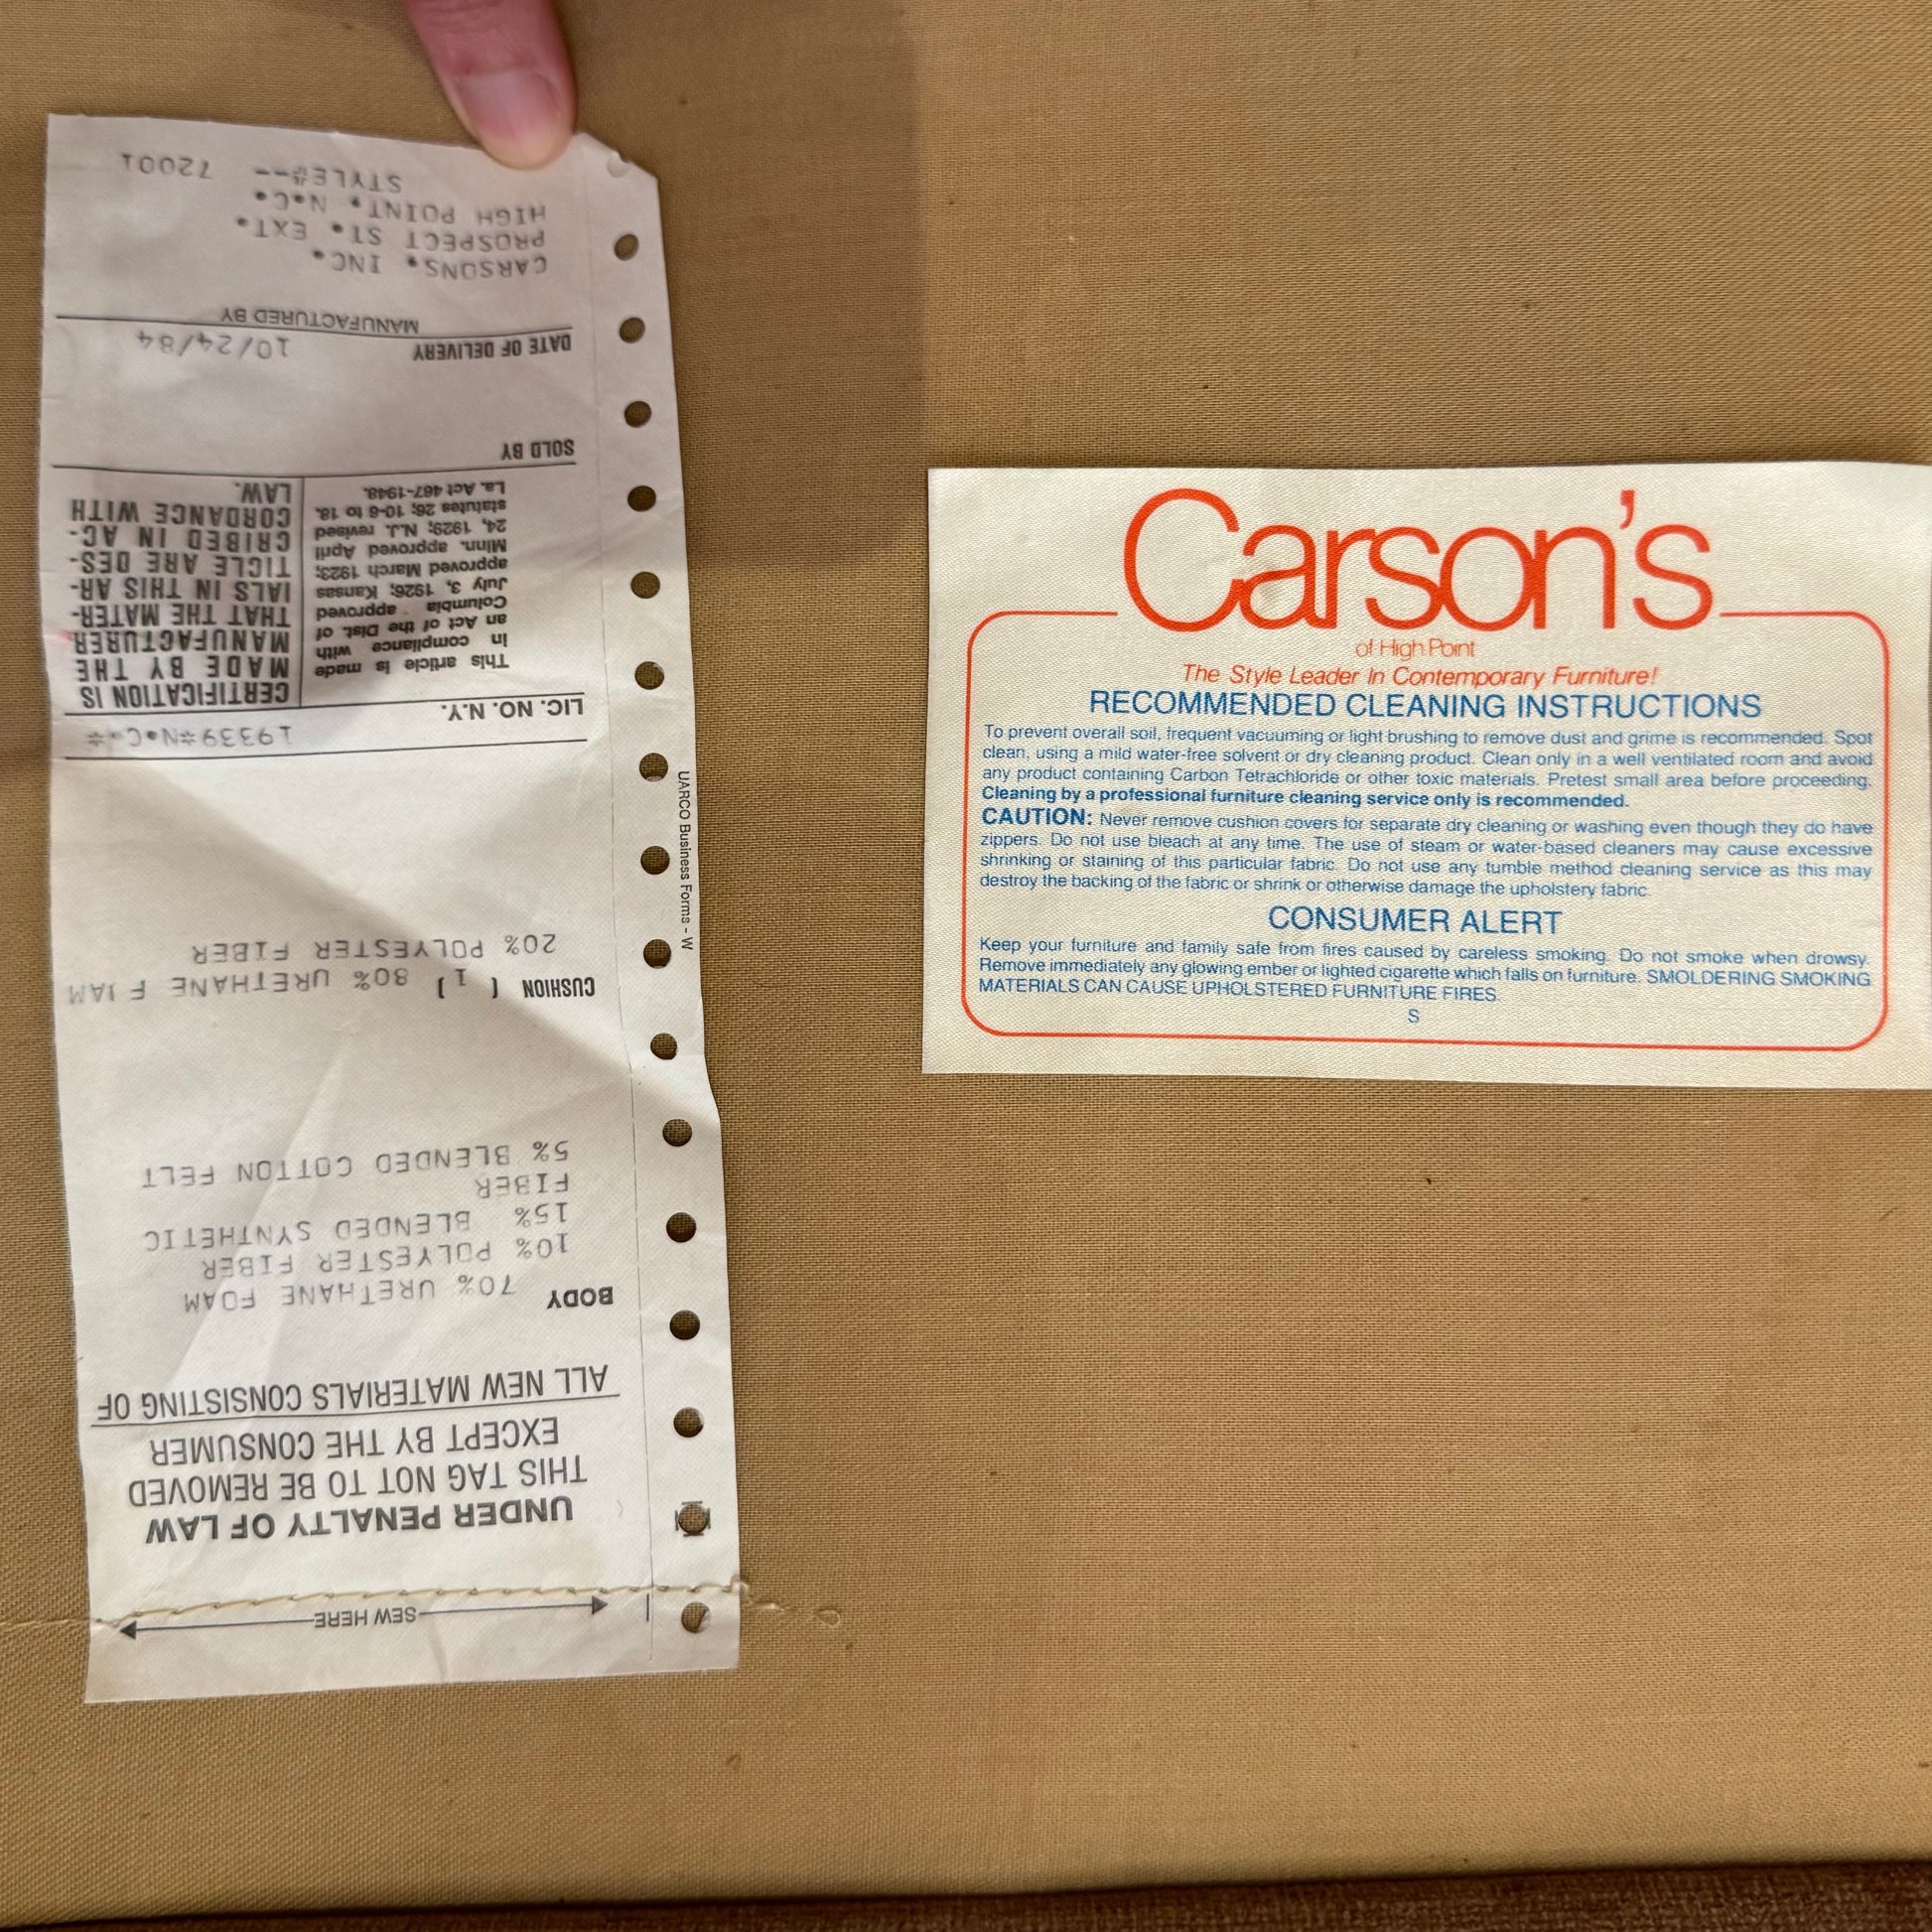 SEW HERE
UNDER PENALTY OF LAW
THIS TAG NOT TO BE REMOVED
EXCEPT BY THE CONSUMER
ALL NEW MATERIALS CONSISTING OF
BODY 70% URETHANE FOAM
10% POLYESTER FIBER
15% BLENDED SYNTHETIC
FIBER
5% BLENDED COTTON FELT
CUSHION ( 1 ) 80% URETHANE F
20% POLYESTER FIBER
19339*N.C.*
LIC. NO. N.Y.
This article is made
in compliance with
an Act of the Dist. of
Columbia approved
July 3, 1926; Kansas
approved March 1923;
Minn. approved April
24, 1929; N.J. revised
statutes 26; 10-6 to 18.
La. Act 467-1948.
CERTIFICATION IS
MADE BY THE
MANUFACTURER
THAT THE MATER-
IALS IN THIS AR-
TICLE ARE DES-
CRIBED IN AC-
CORDANCE WITH
LAW.
SOLD BY
DATE OF DELIVERY 10/24/84
MANUFACTURED BY
CARSONS. INC.
PROSPECT ST. EXT.
HIGH POINT, N.C.
STYLE#-- 72001
UARCO Business Forms - W
Carson's
of High Point
The Style Leader In Contemporary Furniture!
RECOMMENDED CLEANING INSTRUCTIONS
To prevent overall soil, frequent vacuuming or light brushing to remove dust and grime is recommended. Spot
clean, using a mild water-free solvent or dry cleaning product. Clean only in a well ventilated room and avoid
any product containing Carbon Tetrachloride or other toxic materials. Pretest small area before proceeding.
Cleaning by a professional furniture cleaning service only is recommended.
CAUTION: Never remove cushion covers for separate dry cleaning or washing even though they do have
zippers. Do not use bleach at any time. The use of steam or water-based cleaners may cause excessive
shrinking or staining of this particular fabric. Do not use any tumble method cleaning service as this may
destroy the backing of the fabric or shrink or otherwise damage the upholstery fabric.
CONSUMER ALERT
Keep your furniture and family safe from fires caused by careless smoking. Do not smoke when drowsy.
Remove immediately any glowing ember or lighted cigarette which falls on furniture. SMOLDERING SMOKING
MATERIALS CAN CAUSE UPHOLSTERED FURNITURE FIRES.
S